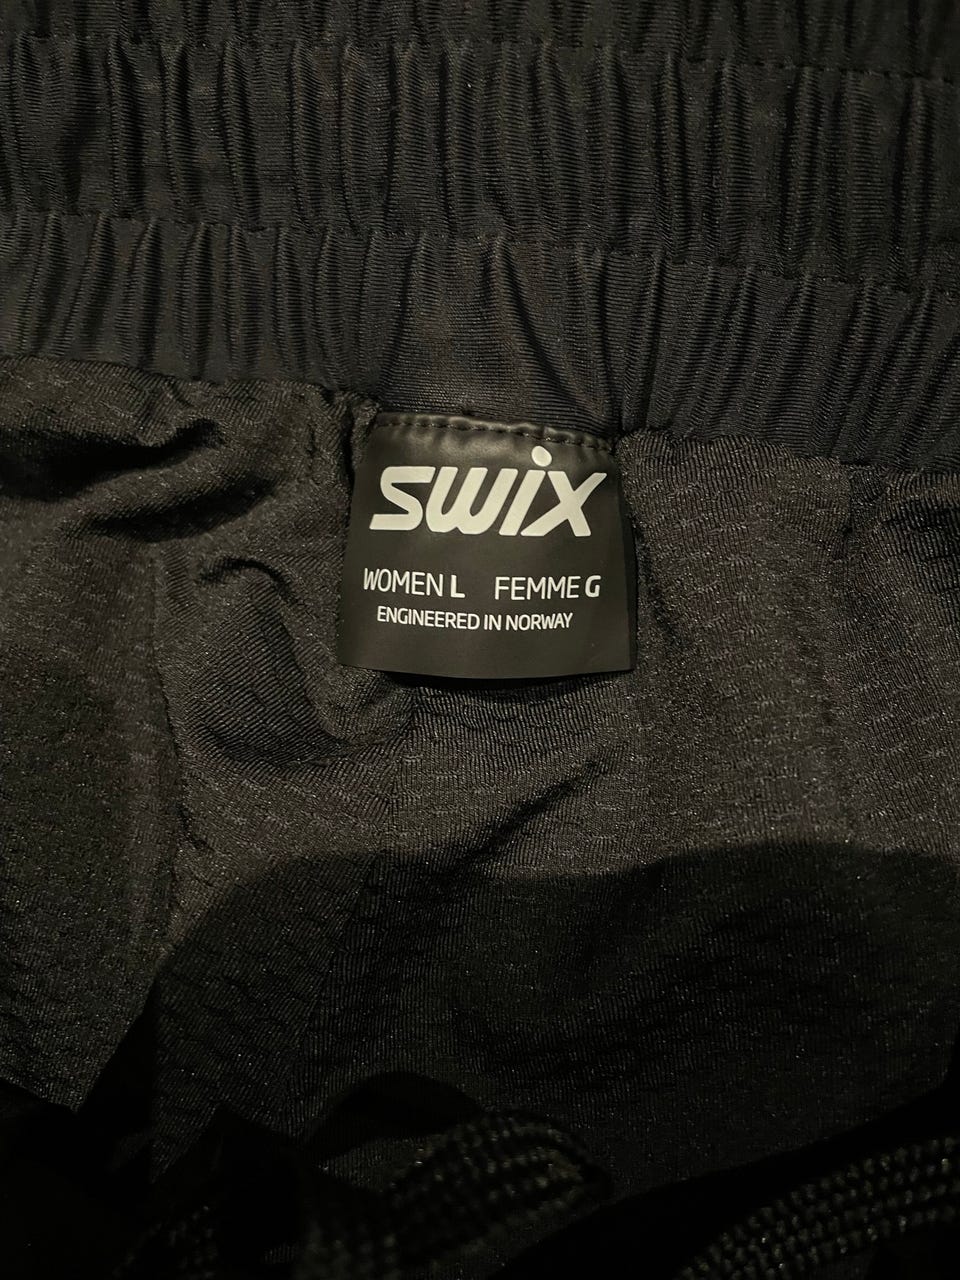 swix
WOMEN L FEMME G
ENGINEERED IN NORWAY